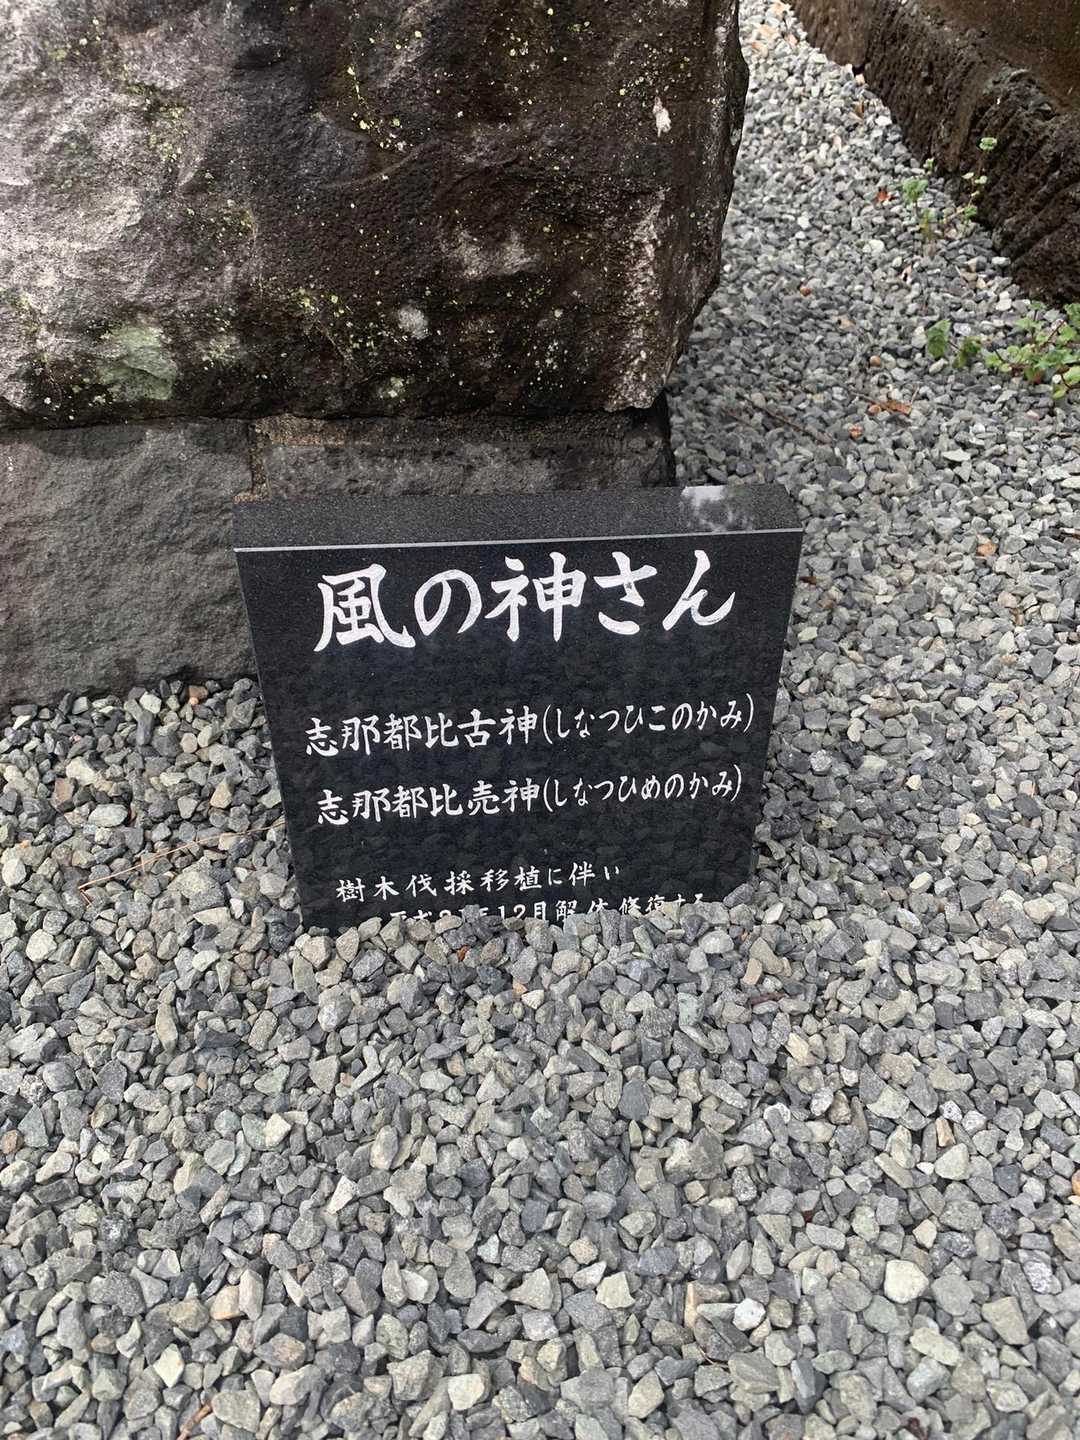 風の神さん
志那都比古神(しなつひこのかみ)
志那都比売神(しなつひめのかみ)
樹木伐採移植に伴い
12月解体修復する